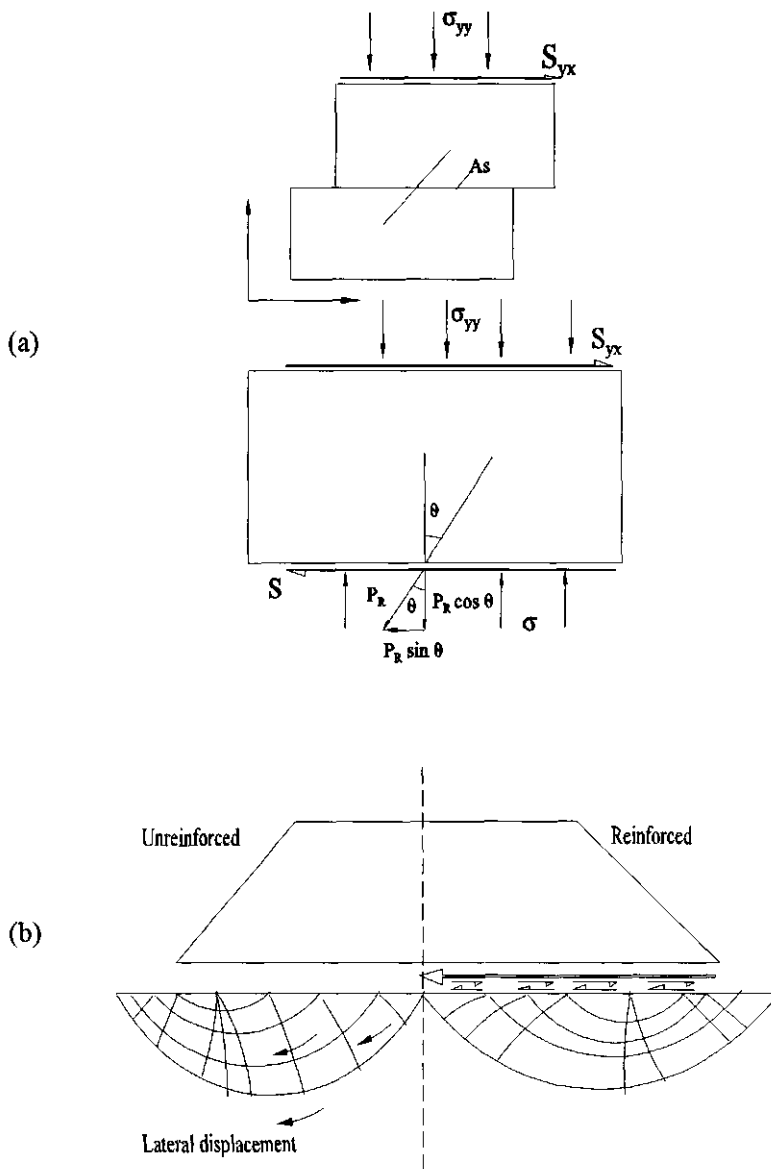 σyy
Syx
As
(a)
σyy
Syx
θ
S
PR
θ
PR cos θ
σ
PR sin θ
Unreinforced
Reinforced
(b)
Lateral displacement